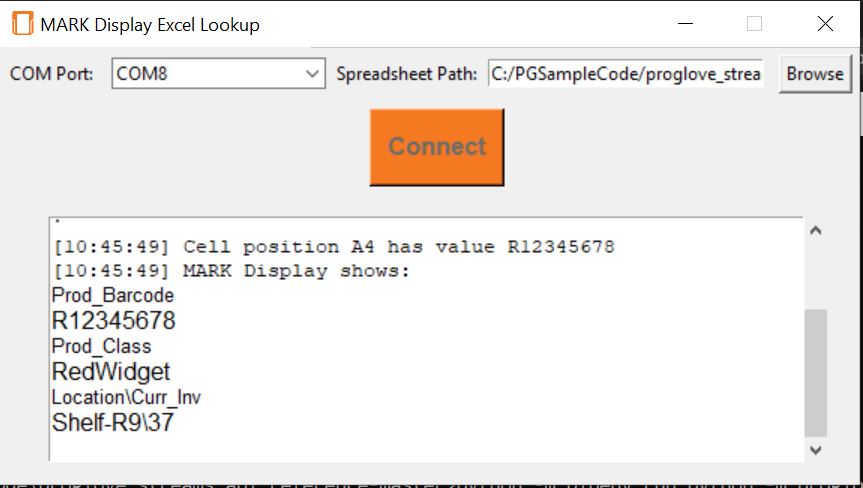 MARK Display Excel Lookup
COM Port: COM8 Spreadsheet Path: C:/PGSampleCode/proglove_strea Browse
Connect
[10:45:49] Cell position A4 has value R12345678
[10:45:49] MARK Display shows:
Prod_Barcode
R12345678
Prod_Class
RedWidget
Location\Curr_Inv
Shelf-R9\37